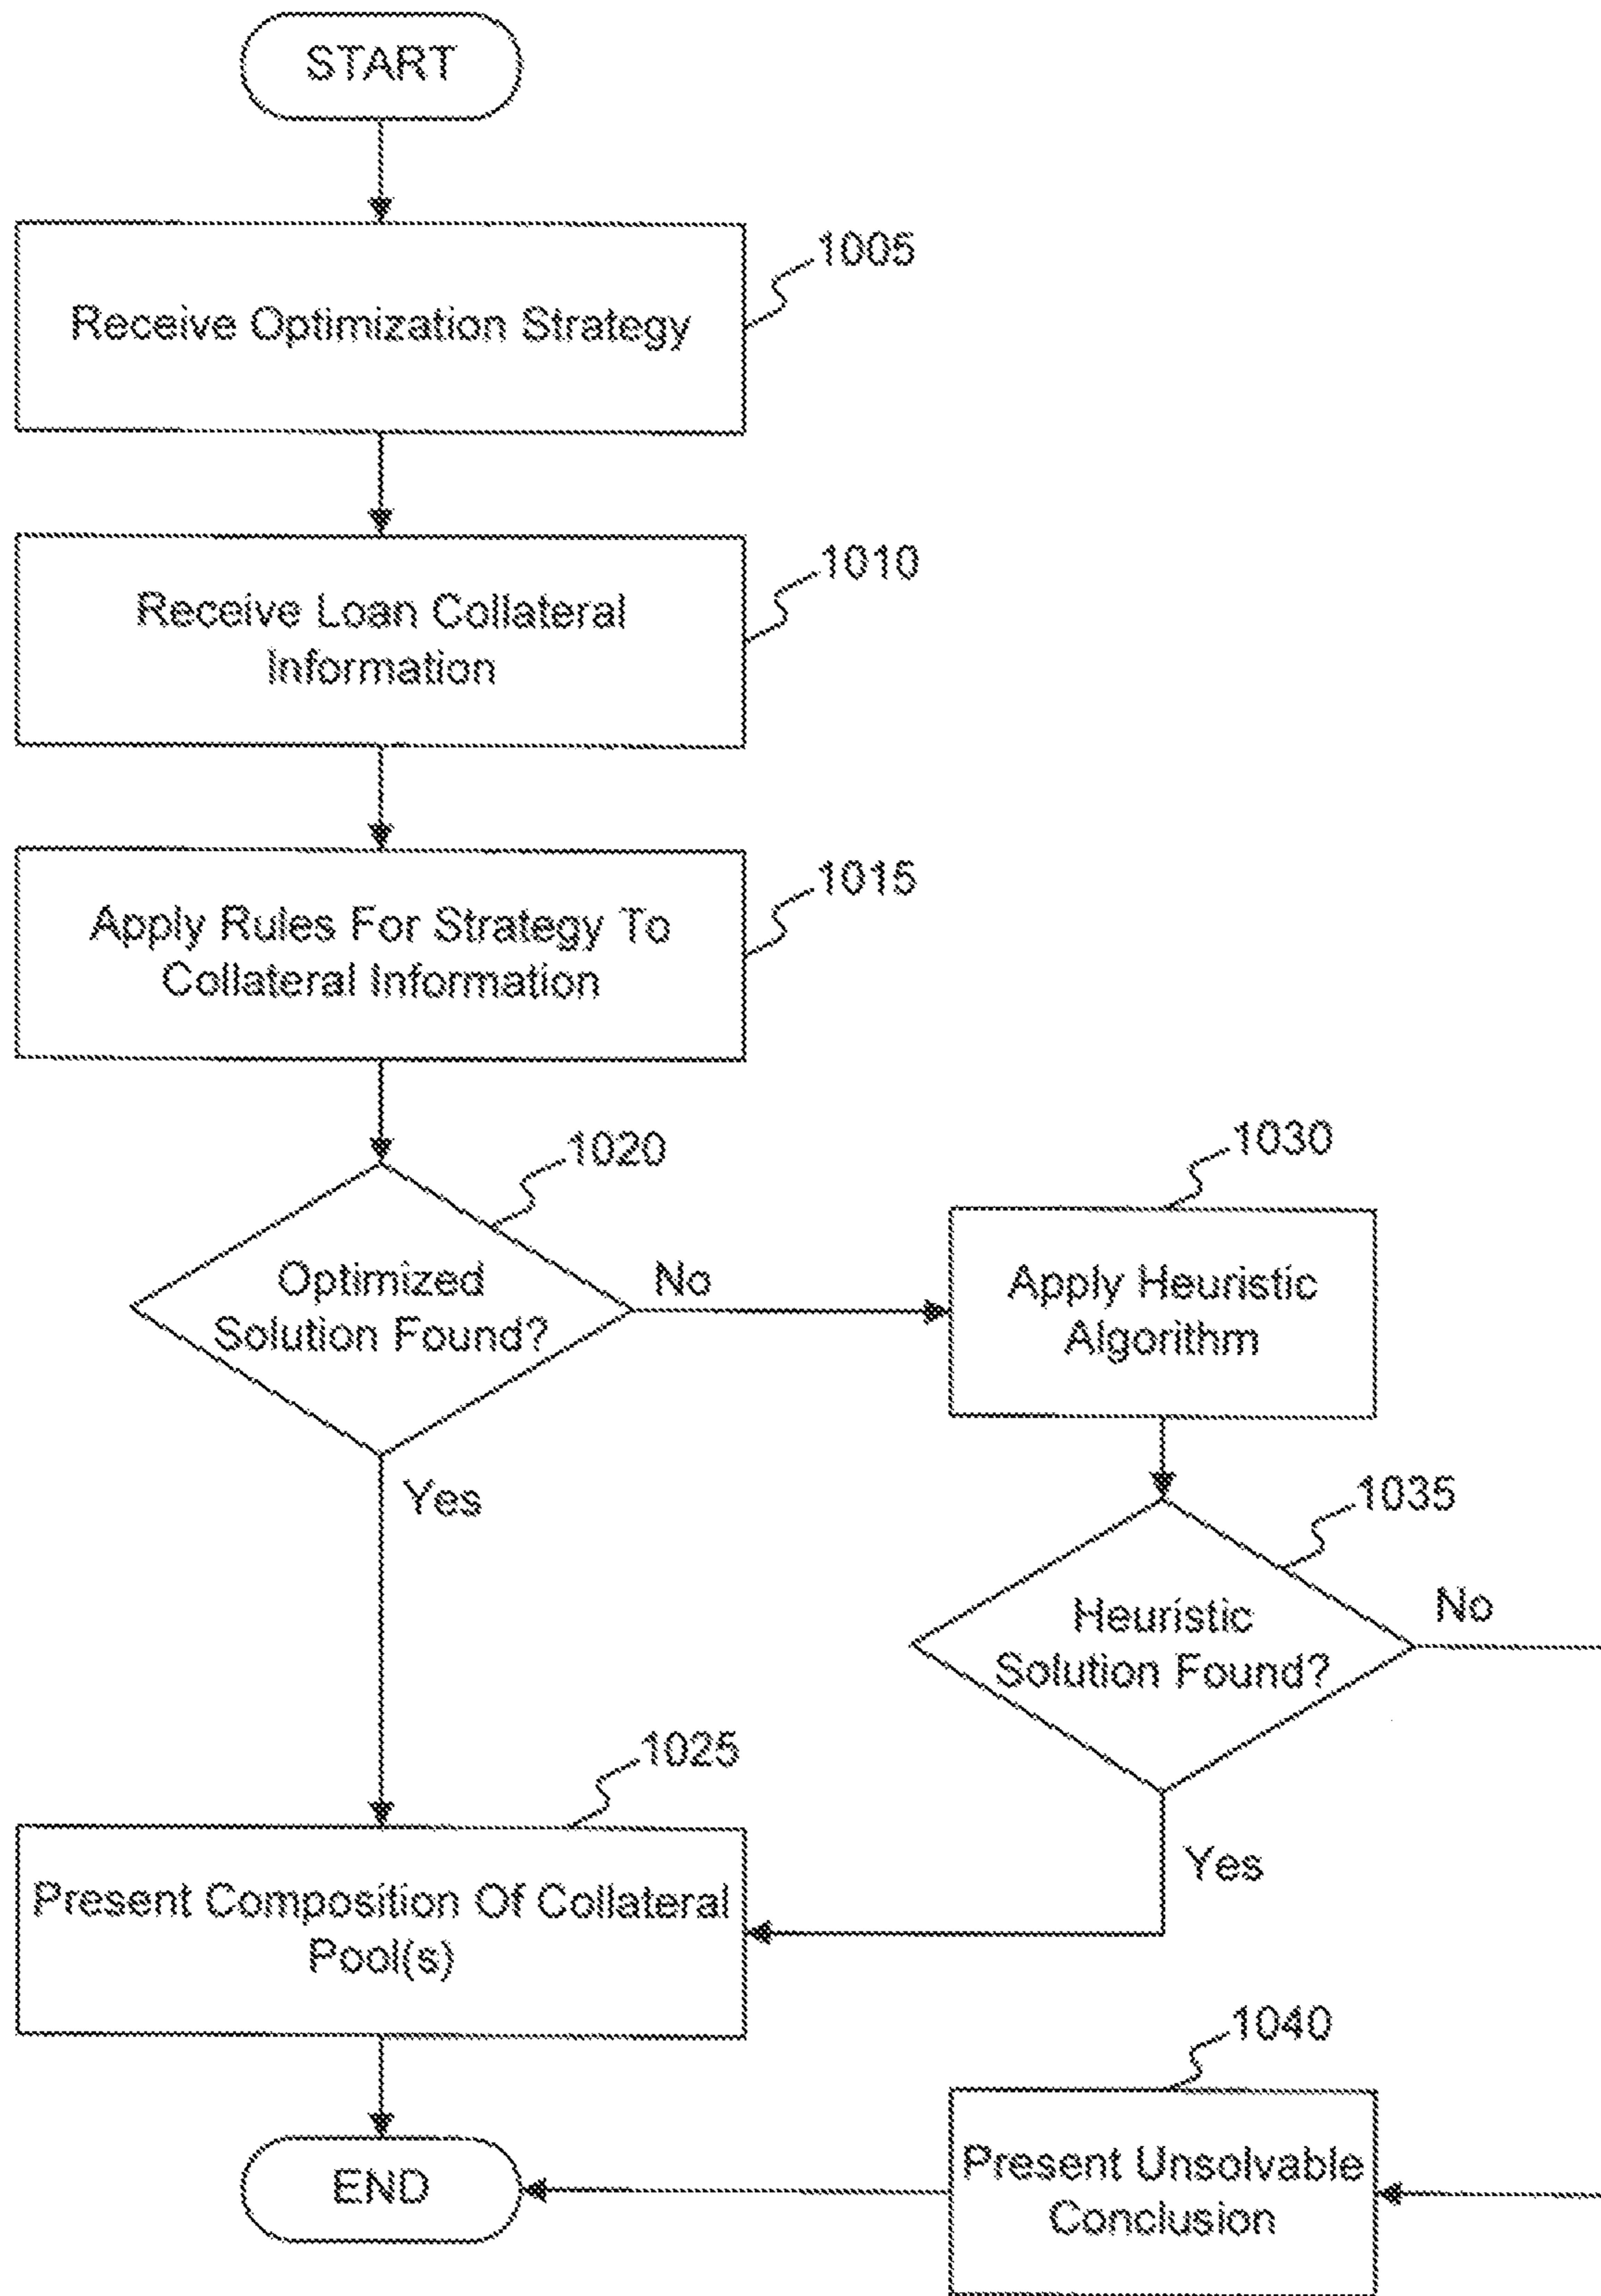 START
1005
Receive Optimization Strategy
1010
Receive Loan Collateral
Information
1015
Apply Rules For Strategy To
Collateral Information
1020
Optimized
Solution Found?
No
Yes
1030
Apply Heuristic
Algorithm
1035
Heuristic
Solution Found?
No
Yes
1025
Present Composition Of Collateral
Pool(s)
1040
Present Unsolvable
Conclusion
END